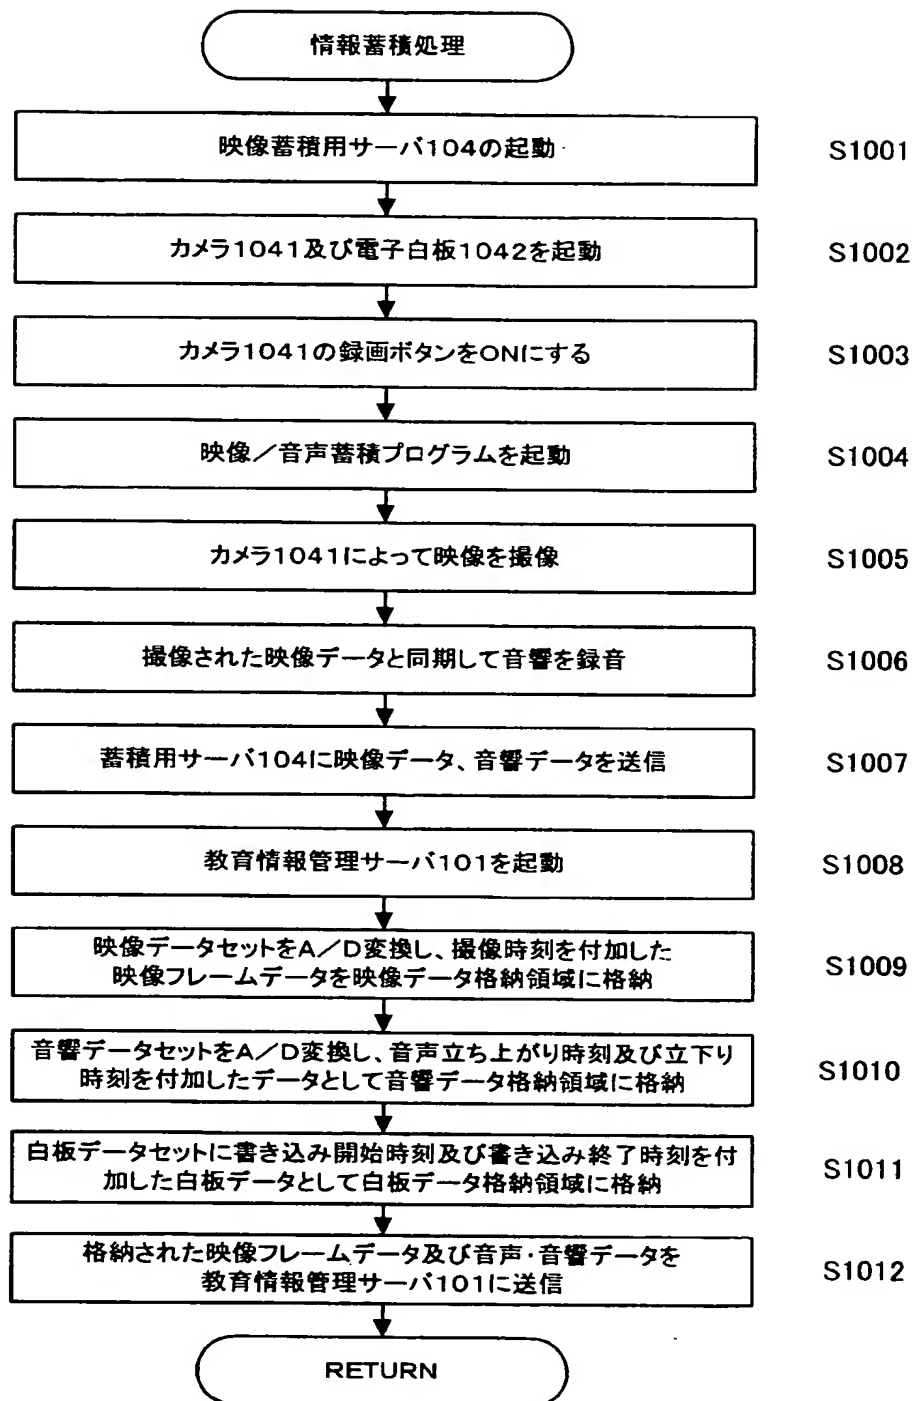 情報蓄積処理
映像蓄積用サーバ104の起動
S1001
カメラ1041及び電子白板1042を起動
S1002
カメラ1041の録画ボタンをONにする
S1003
映像／音声蓄積プログラムを起動
S1004
カメラ1041によって映像を撮像
S1005
撮像された映像データと同期して音響を録音
S1006
蓄積用サーバ104に映像データ、音響データを送信
S1007
教育情報管理サーバ101を起動
S1008
映像データセットをA／D変換し、撮像時刻を付加した
映像フレームデータを映像データ格納領域に格納
S1009
音響データセットをA／D変換し、音声立ち上がり時刻及び立下り
時刻を付加したデータとして音響データ格納領域に格納
S1010
白板データセットに書き込み開始時刻及び書き込み終了時刻を付
加した白板データとして白板データ格納領域に格納
S1011
格納された映像フレームデータ及び音声・音響データを
教育情報管理サーバ101に送信
S1012
RETURN